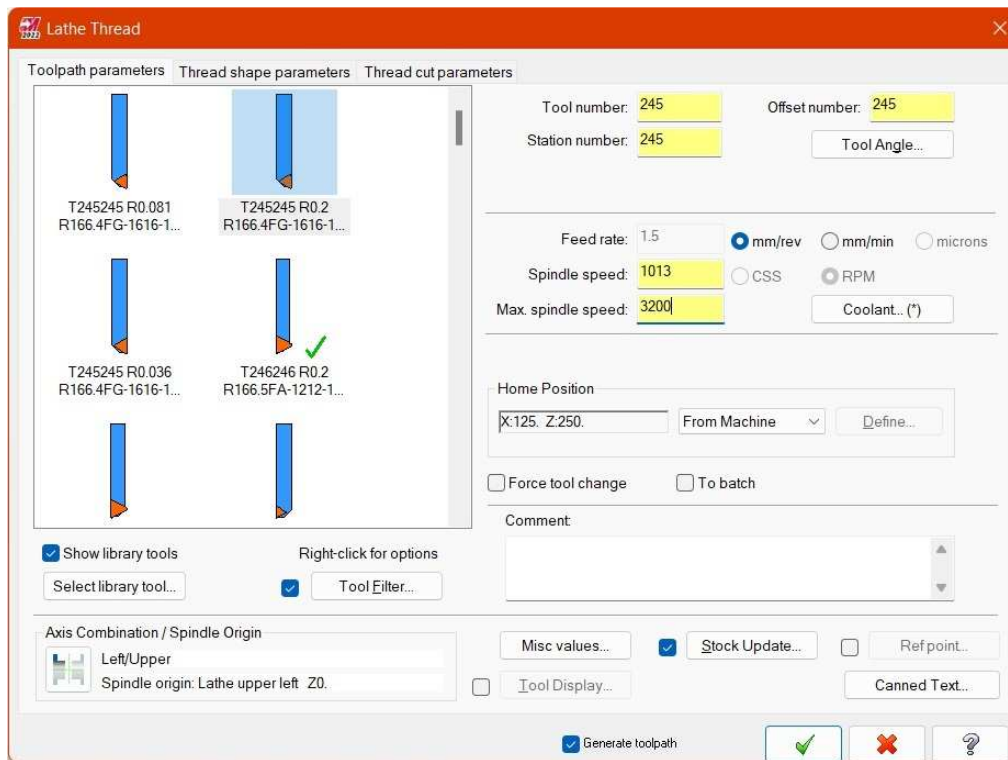 Lathe Thread
Toolpath parameters Thread shape parameters Thread cut parameters
T245245 R0.081
R166.4FG-1616-1...
T245245 R0.2
R166.4FG-1616-1...
T245245 R0.036
R166.4FG-1616-1...
T246246 R0.2
R166.5FA-1212-1...
Show library tools
Right-click for options
Select library tool...
Tool Filter...
Axis Combination / Spindle Origin
Left/Upper
Spindle origin: Lathe upper left Z0.
Tool number: 245
Offset number: 245
Station number: 245
Tool Angle...
Feed rate: 1.5 mm/rev mm/min microns
Spindle speed: 1013 CSS RPM
Max. spindle speed: 3200
Coolant... (*)
Home Position
X:125. Z:250.
From Machine
Define...
Force tool change
To batch
Comment:
Misc values...
Stock Update...
Ref point...
Tool Display...
Canned Text...
Generate toolpath